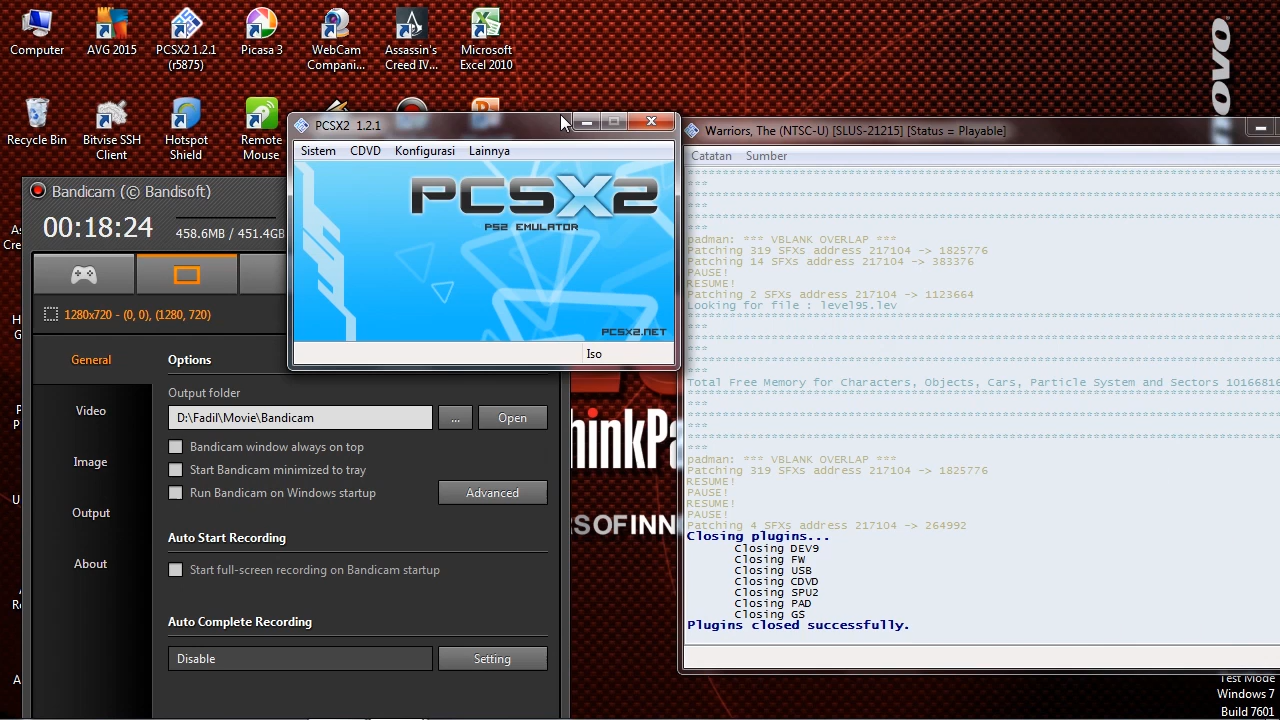 Computer
AVG 2015
PCSX2 1.2.1
(r5875)
Picasa 3
WebCam
Compani...
Assassin's
Creed IV...
Microsoft
Excel 2010
Recycle Bin
Bitvise SSH
Client
Hotspot
Shield
Remote
Mouse
PCSX2 1.2.1
Sistem CDVD Konfigurasi Lainnya
PCSX2
PS2 EMULATOR
PCSX2.NET
Iso
Bandicam (© Bandisoft)
00:18:24
458.6MB / 451.4GB
1280x720 - (0, 0), (1280, 720)
General
Video
Image
Output
About
Options
Output folder
D:\Fadil\Movie\Bandicam
...
Open
Bandicam window always on top
Start Bandicam minimized to tray
Run Bandicam on Windows startup
Advanced
Auto Start Recording
Start full-screen recording on Bandicam startup
Auto Complete Recording
Disable
Setting
Warriors, The (NTSC-U) [SLUS-21215] [Status = Playable]
Catatan Sumber
===
===
===
===
padman: *** VBLANK OVERLAP ***
Patching 319 SFXs address 217104 -> 1825776
Patching 14 SFXs address 217104 -> 383376
PAUSE!
RESUME!
Patching 2 SFXs address 217104 -> 1123664
Looking for file : level95.lev
===
===
===
Total Free Memory for Characters, Objects, Cars, Particle System and Sectors 10166816
===
===
===
===
padman: *** VBLANK OVERLAP ***
Patching 319 SFXs address 217104 -> 1825776
RESUME!
PAUSE!
RESUME!
PAUSE!
Patching 4 SFXs address 217104 -> 264992
Closing plugins...
Closing DEV9
Closing FW
Closing USB
Closing CDVD
Closing SPU2
Closing PAD
Closing GS
Plugins closed successfully.
hinkPa
SOFINN
ovo
Test Mode
Windows 7
Build 7601